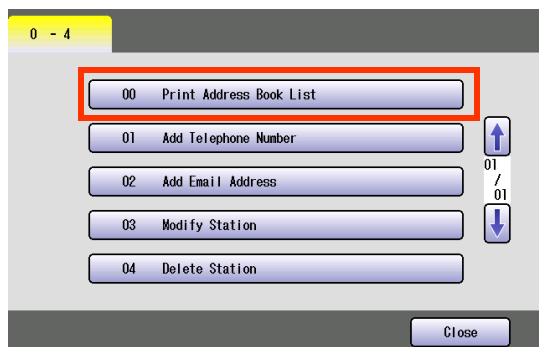 0 - 4
00 Print Address Book List
01 Add Telephone Number
02 Add Email Address
03 Modify Station
04 Delete Station
01
/
01
Close